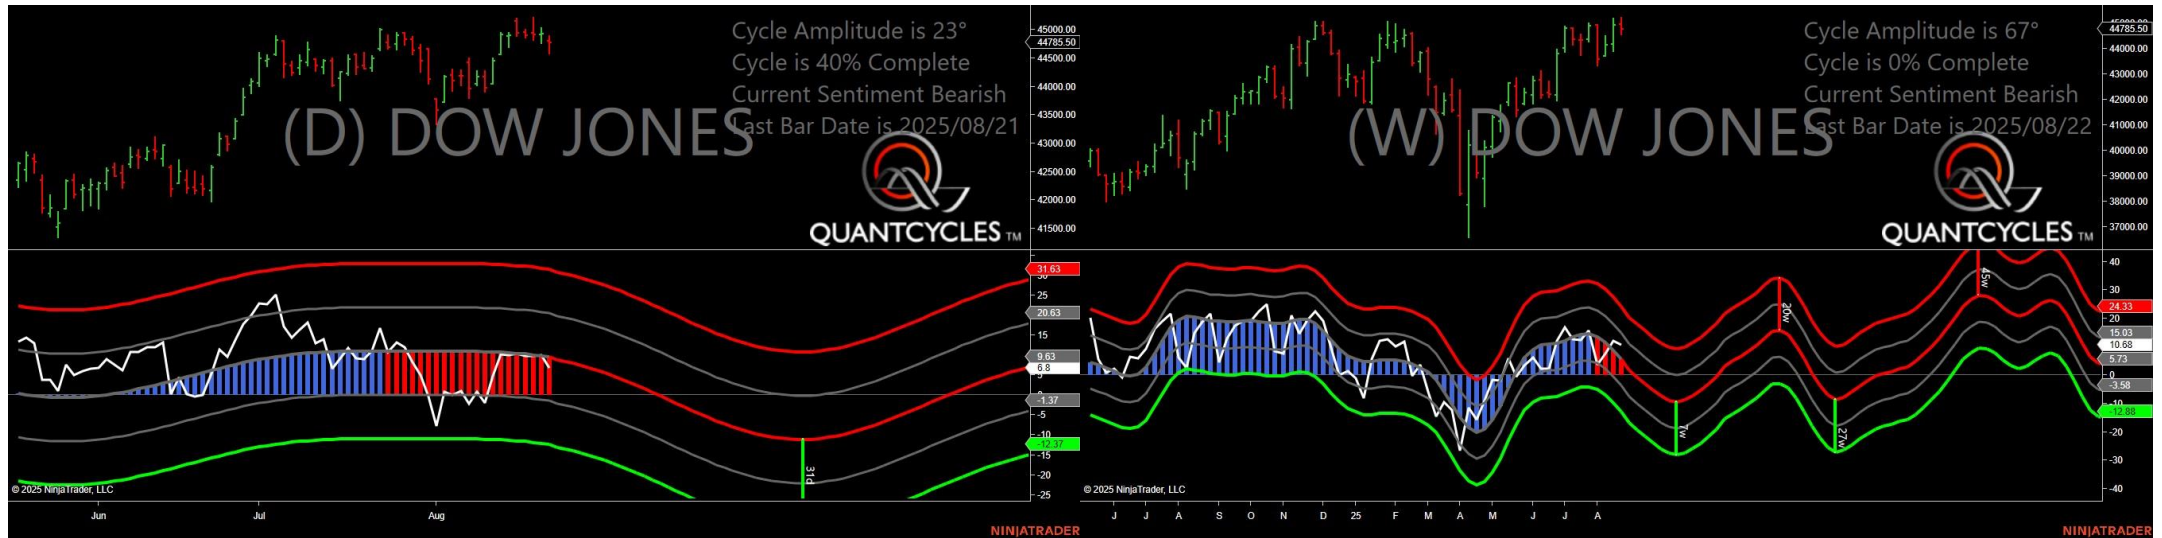 Cycle Amplitude is 23°
Cycle is 40% Complete
Current Sentiment Bearish
Last Bar Date is 2025/08/21
(D) DOW JONES
QUANTCYCLES TM
45000.00
44785.50
44500.00
44000.00
43500.00
43000.00
42500.00
42000.00
41500.00
31.63
25
20.63
15
9.63
6.8
-1.37
-5
-10
-12.37
-15
-20
-25
31d
© 2025 NinjaTrader, LLC
Jun Jul Aug
NINJATRADER
Cycle Amplitude is 67°
Cycle is 0% Complete
Current Sentiment Bearish
Last Bar Date is 2025/08/22
(W) DOW JONES
QUANTCYCLES TM
45000.00
44785.50
44000.00
43000.00
42000.00
41000.00
40000.00
39000.00
38000.00
37000.00
40
30
24.33
20
15.03
10.68
5.73
0
-3.58
-10
-12.88
-20
-30
-40
7w
20w
27w
45w
© 2025 NinjaTrader, LLC
J J A S O N D 25 F M A M J J A
NINJATRADER